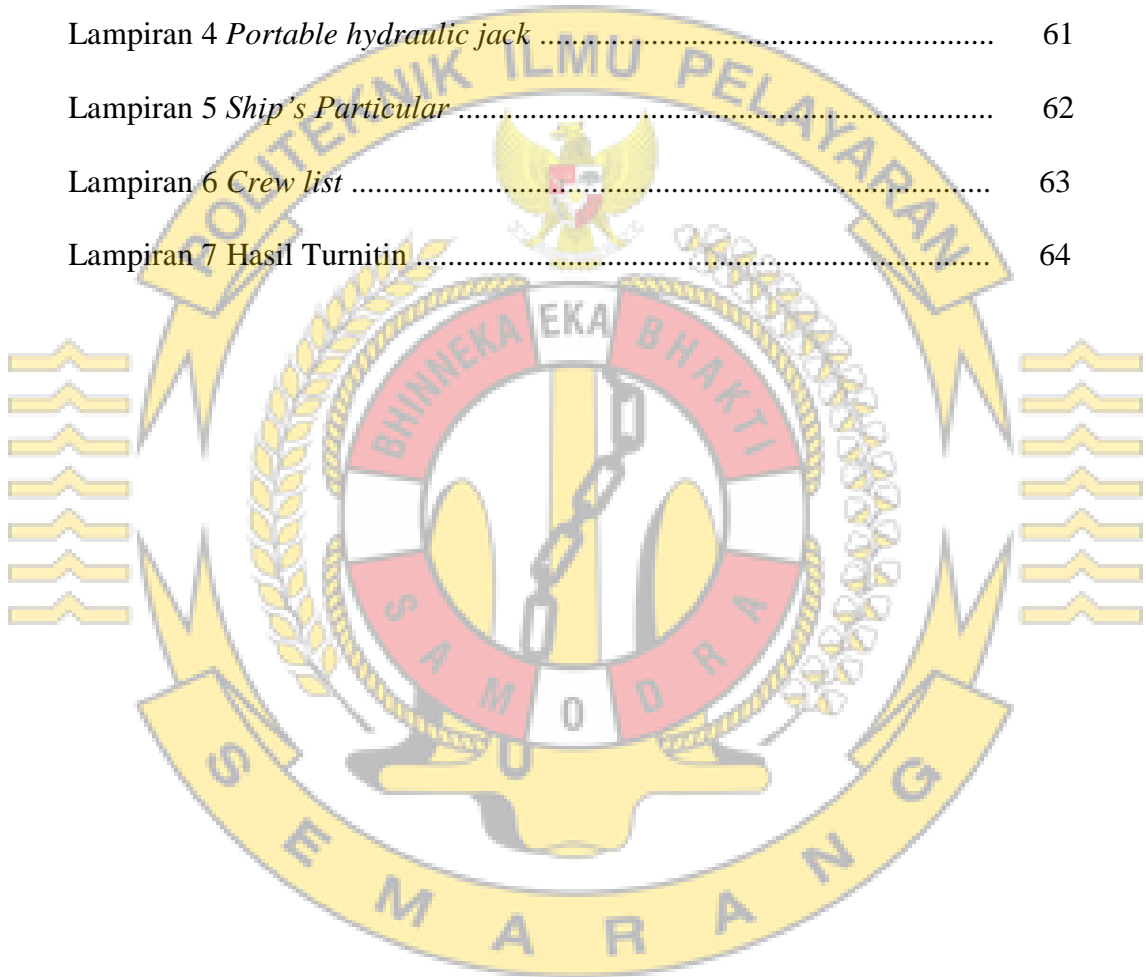 Lampiran 4 Portable hydraulic jack ........................................................................ 61
Lampiran 5 Ship's Particular ..................................................................................... 62
Lampiran 6 Crew list ..................................................................................................... 63
Lampiran 7 Hasil Turnitin ........................................................................................... 64
POLITEKNIK ILMU PELAYARAN
BHINNEKA EKA BHAKTI
SAMODRA
SEMARANG